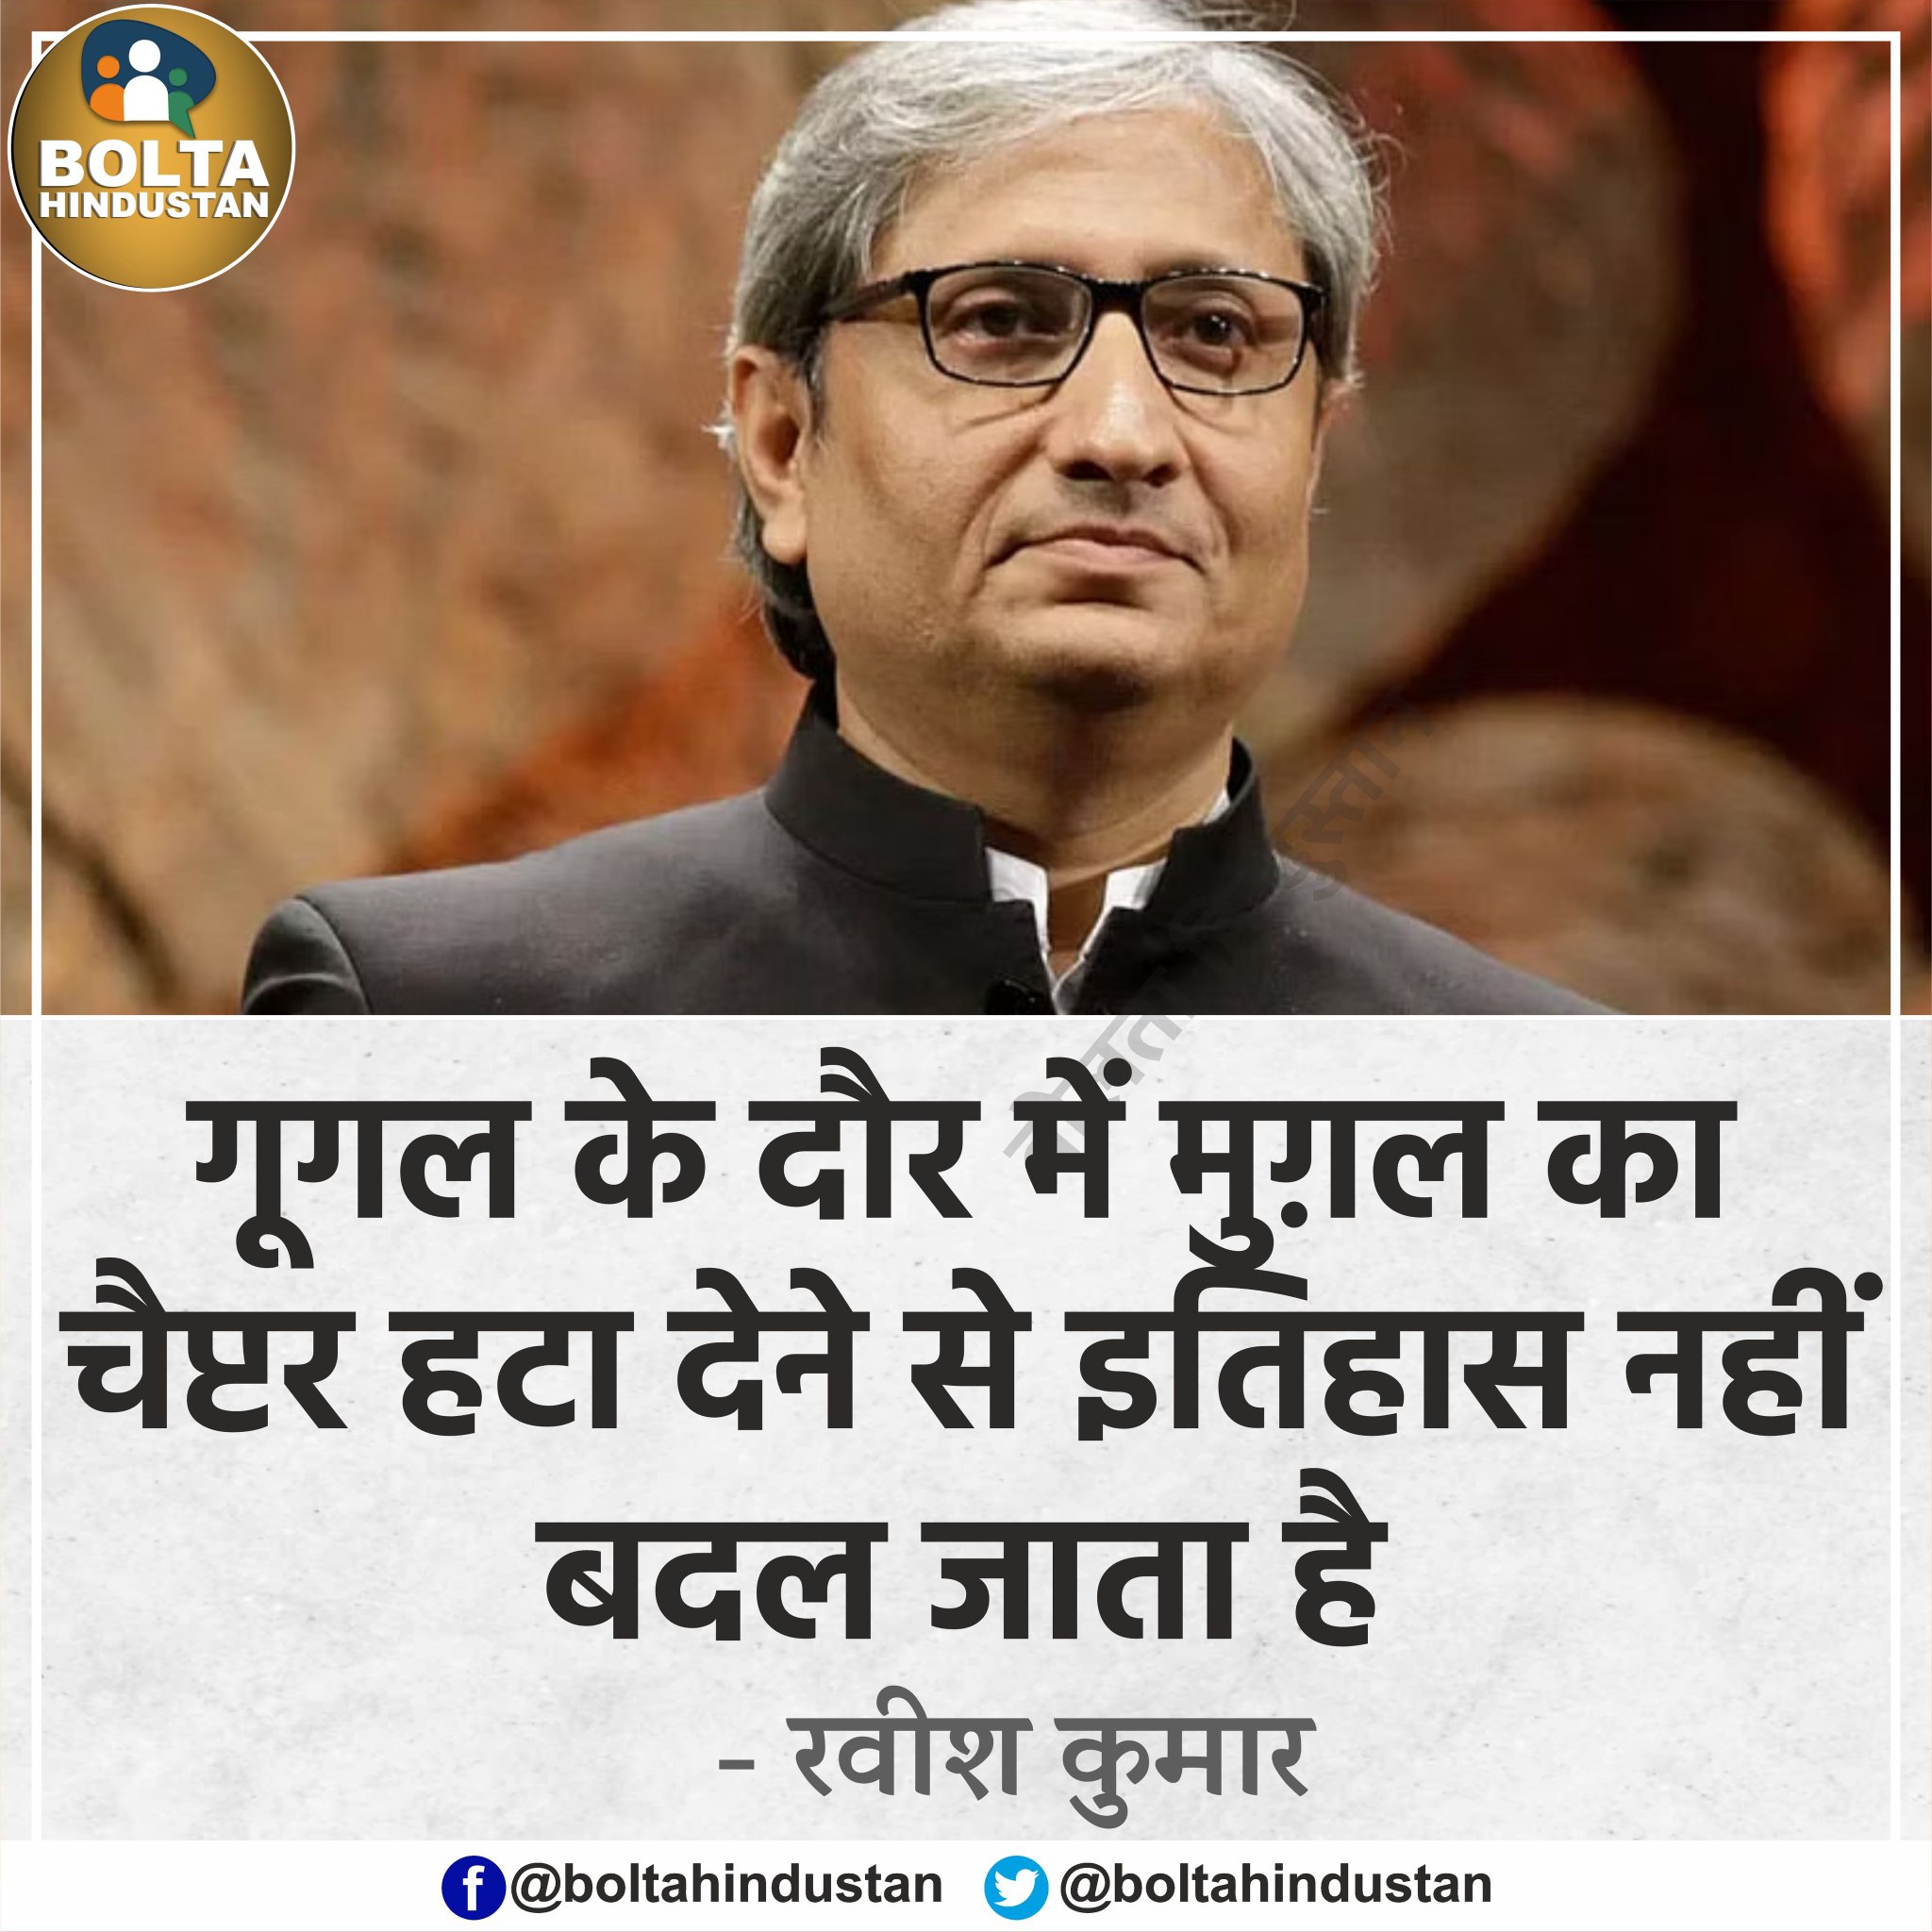 BOLTA
HINDUSTAN
गूगल के दौर में मुग़ल का
चैप्टर हटा देने से इतिहास नहीं
बदल जाता है
- रवीश कुमार
@boltahindustan @boltahindustan